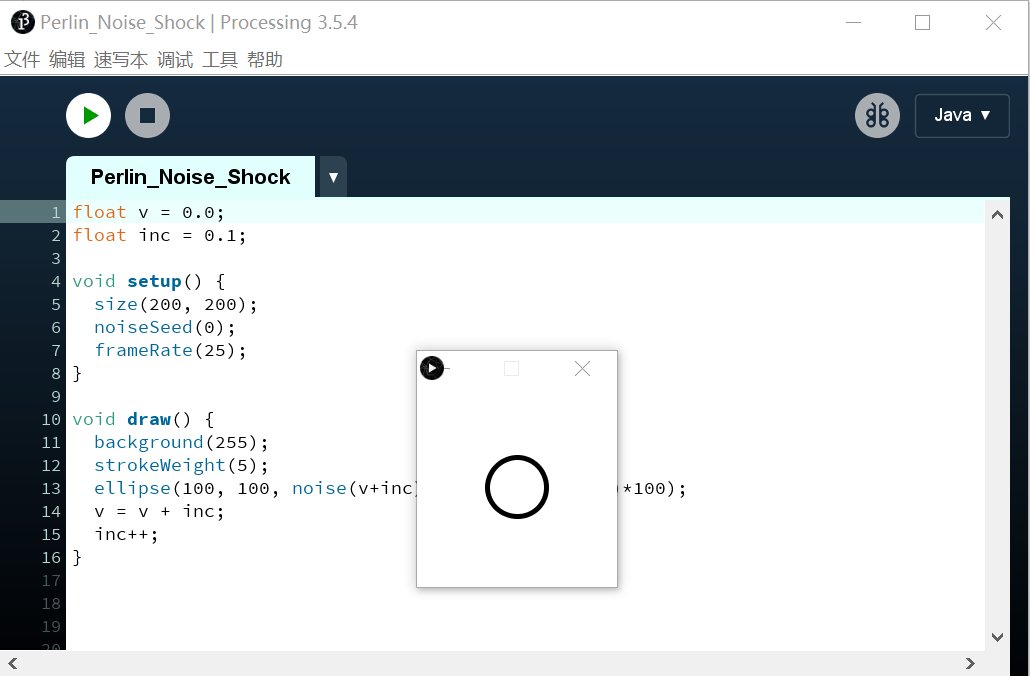 Perlin_Noise_Shock | Processing 3.5.4
文件 编辑 速写本 调试 工具 帮助
Java ▼
Perlin_Noise_Shock ▼
1 float v = 0.0;
2 float inc = 0.1;
3
4 void setup() {
5 size(200, 200);
6 noiseSeed(0);
7 frameRate(25);
8 }
9
10 void draw() {
11 background(255);
12 strokeWeight(5);
13 ellipse(100, 100, noise(v+inc) *100);
14 v = v + inc;
15 inc++;
16 }
17
18
19
20